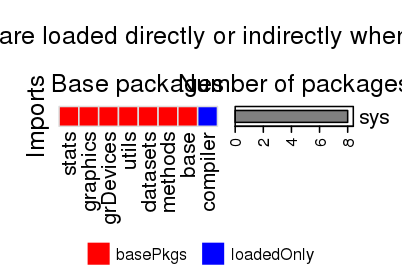 are loaded directly or indirectly when
Base packages
Number of packages
Imports
sys
stats
graphics
grDevices
utils
datasets
methods
base
compiler
0
2
4
6
8
basePkgs
loadedOnly